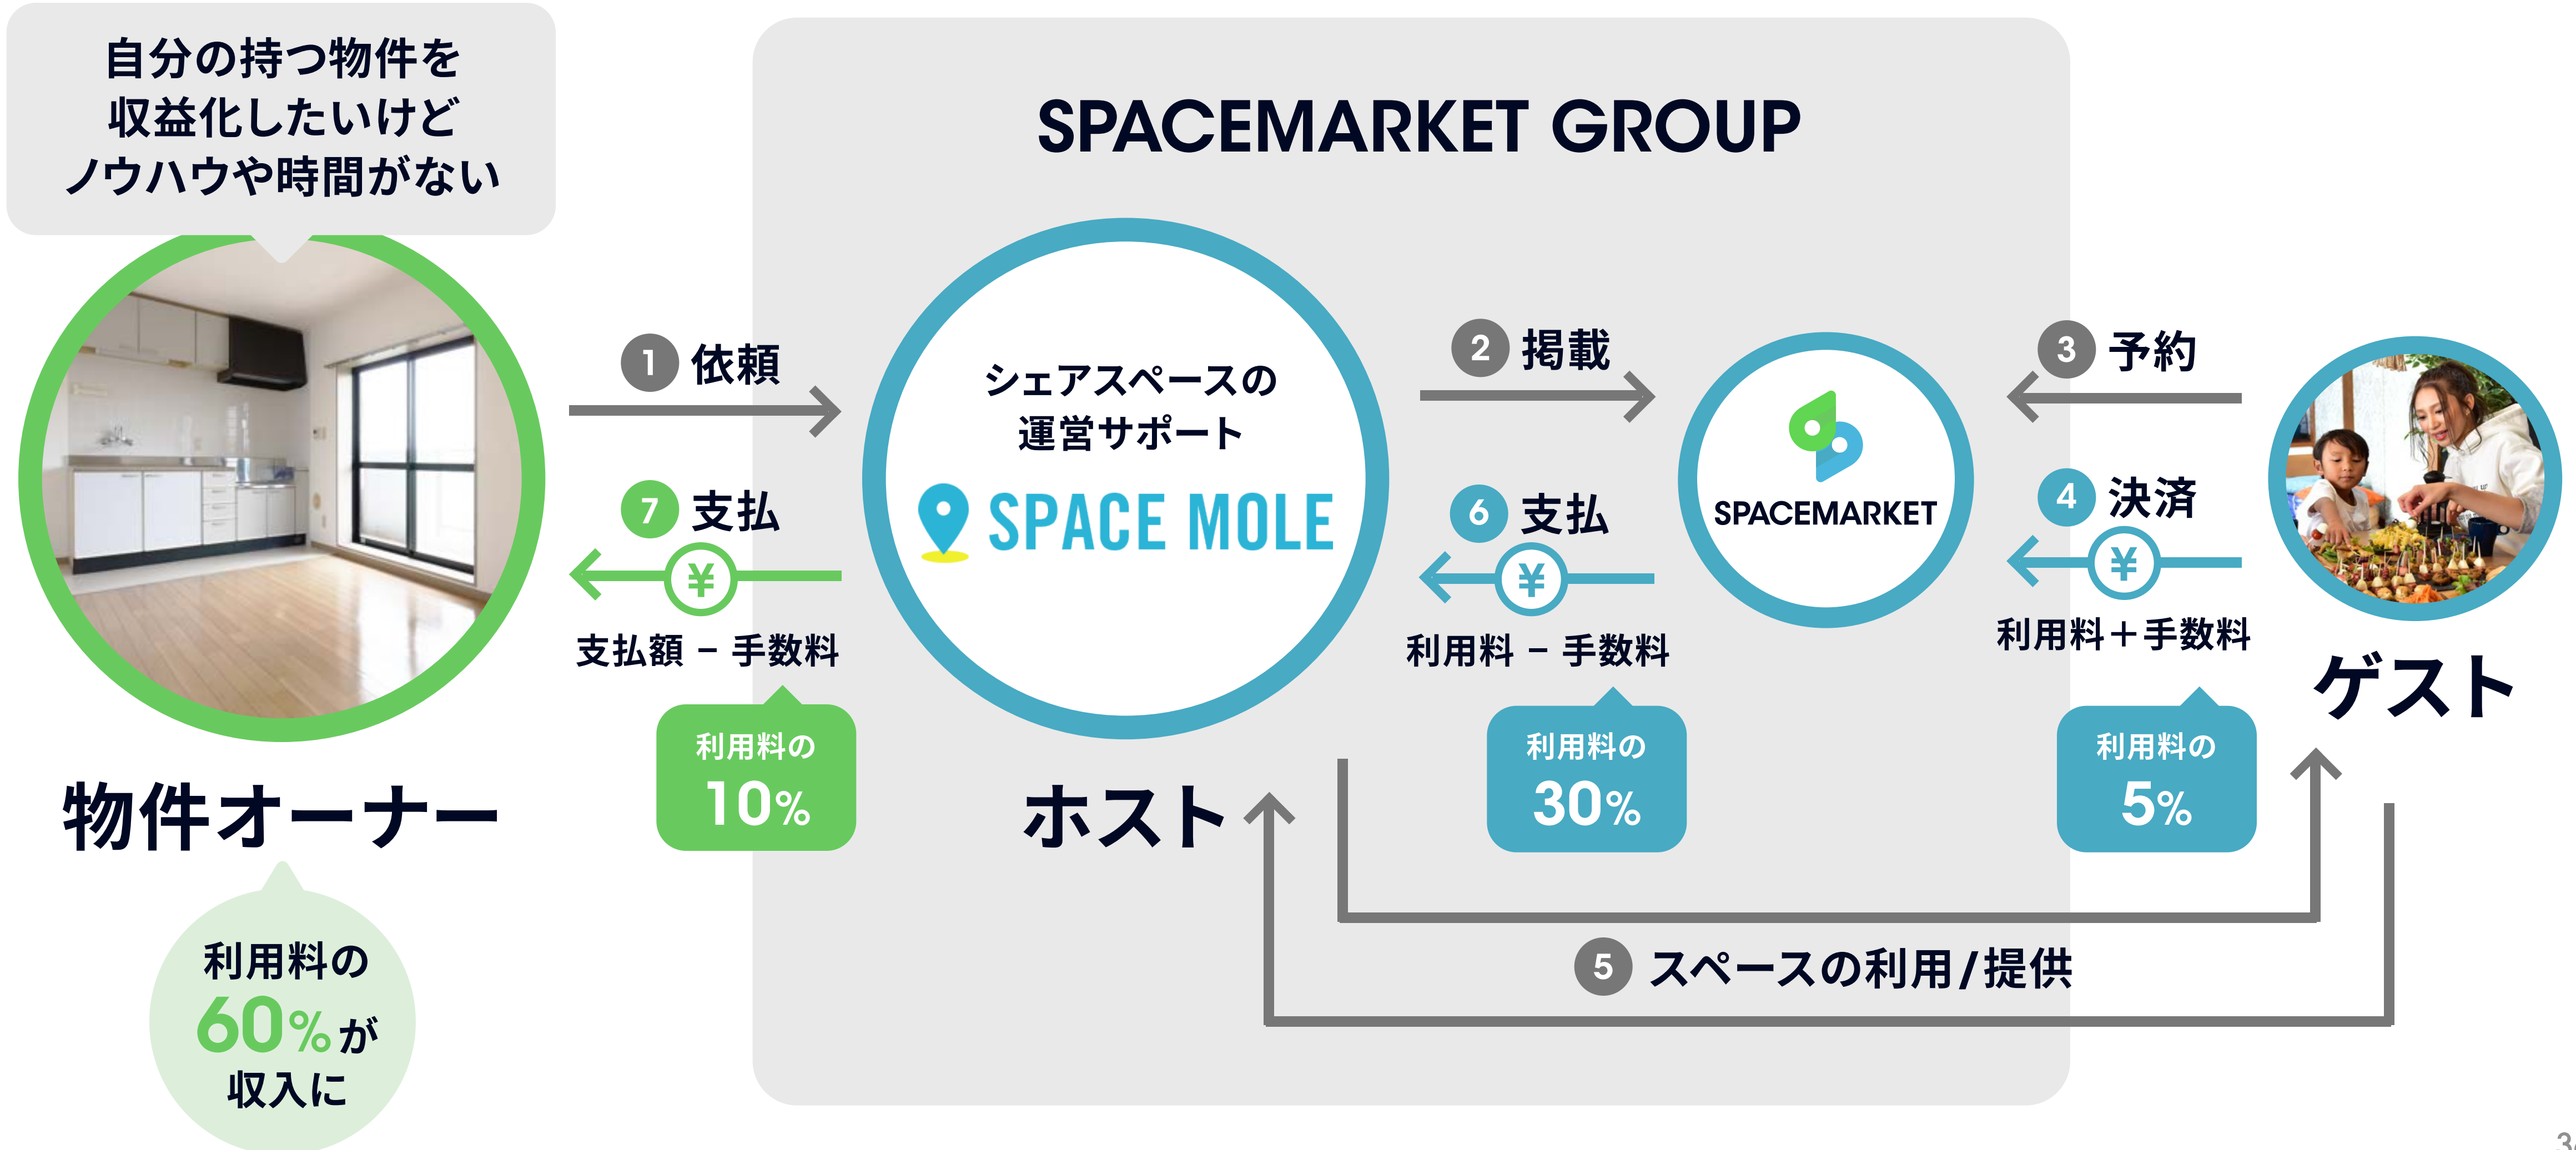 自分の持つ物件を
収益化したいけど
ノウハウや時間がない
SPACEMARKET GROUP
1 依頼
7 支払
¥
支払額 − 手数料
利用料の
10%
物件オーナー
利用料の
60%が
収入に
シェアスペースの
運営サポート
SPACE MOLE
ホスト
2 掲載
6 支払
¥
利用料 − 手数料
利用料の
30%
SPACEMARKET
3 予約
4 決済
¥
利用料＋手数料
利用料の
5%
ゲスト
5 スペースの利用/提供